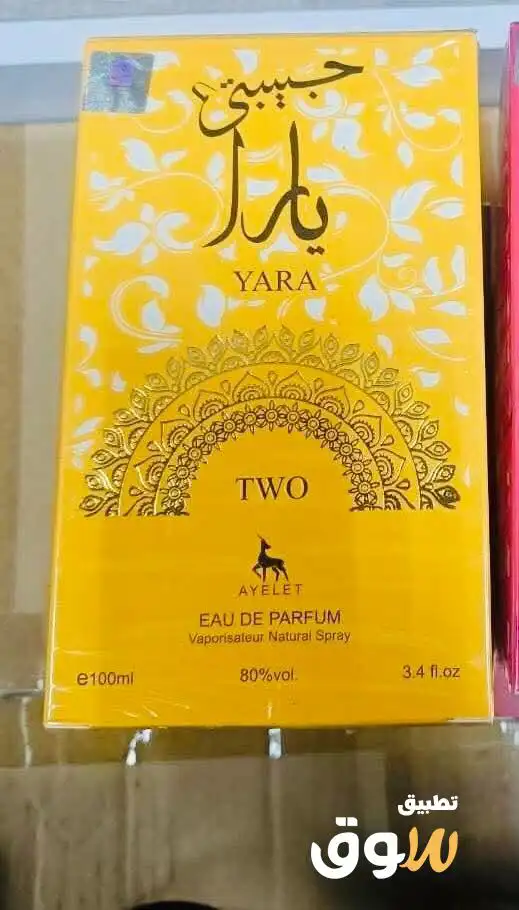 حبيبتي
يارا
YARA
TWO
AYELET
EAU DE PARFUM
Vaporisateur Natural Spray
e100ml 80%vol. 3.4 fl.oz
تطبيق
سوق